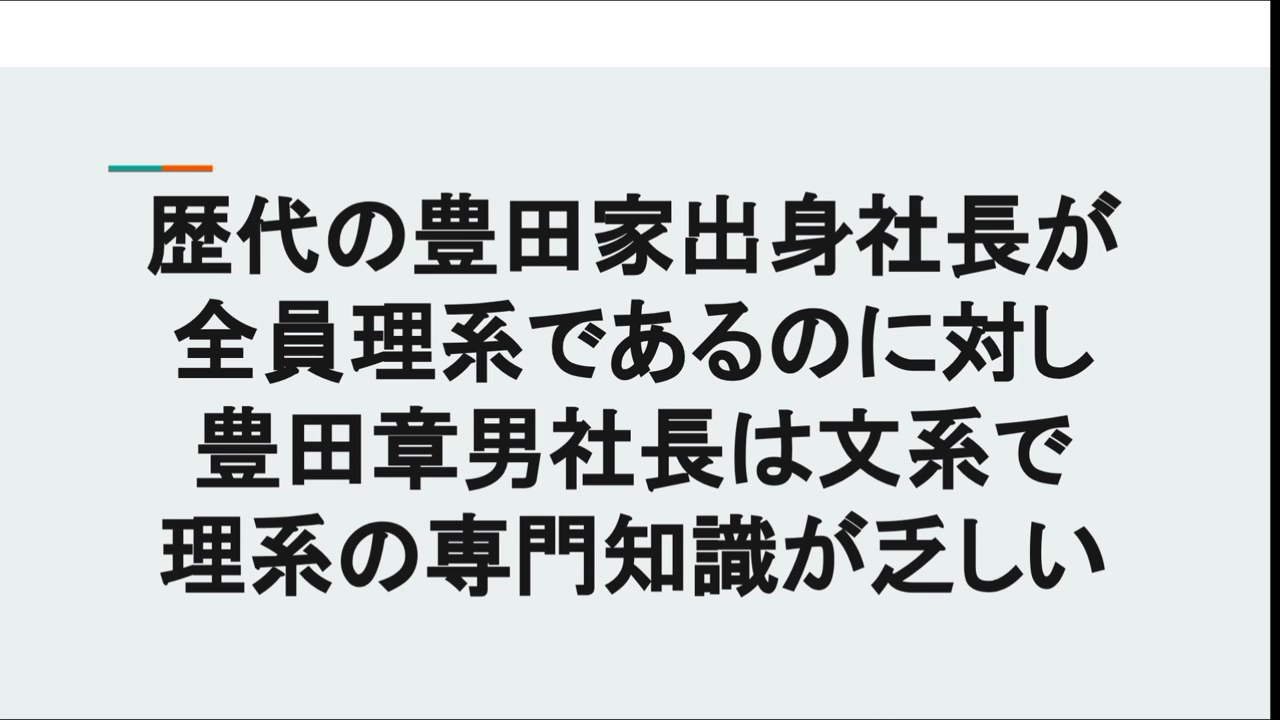 歴代の豊田家出身社長が
全員理系であるのに対し
豊田章男社長は文系で
理系の専門知識が乏しい